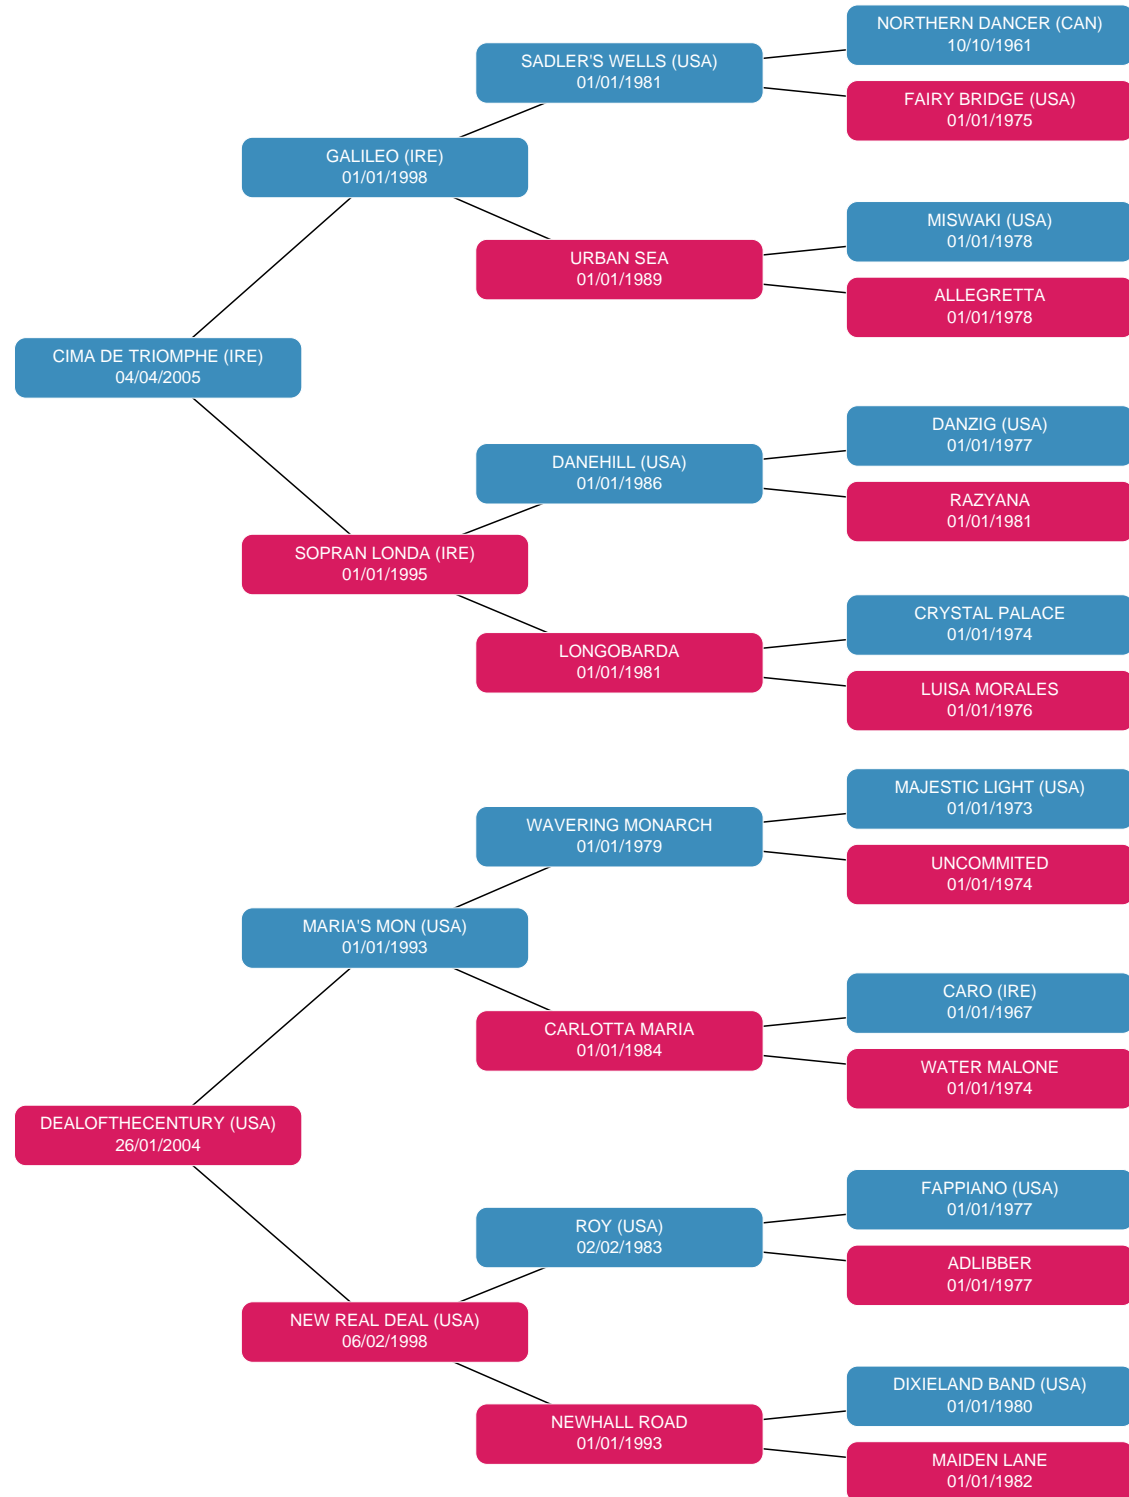 NORTHERN DANCER (CAN)
10/10/1961
SADLER'S WELLS (USA)
01/01/1981
FAIRY BRIDGE (USA)
01/01/1975
GALILEO (IRE)
01/01/1998
MISWAKI (USA)
01/01/1978
URBAN SEA
01/01/1989
ALLEGRETTA
01/01/1978
CIMA DE TRIOMPHE (IRE)
04/04/2005
DANZIG (USA)
01/01/1977
DANEHILL (USA)
01/01/1986
RAZYANA
01/01/1981
SOPRAN LONDA (IRE)
01/01/1995
CRYSTAL PALACE
01/01/1974
LONGOBARDA
01/01/1981
LUISA MORALES
01/01/1976
MAJESTIC LIGHT (USA)
01/01/1973
WAVERING MONARCH
01/01/1979
UNCOMMITED
01/01/1974
MARIA'S MON (USA)
01/01/1993
CARO (IRE)
01/01/1967
CARLOTTA MARIA
01/01/1984
WATER MALONE
01/01/1974
DEALOFTHECENTURY (USA)
26/01/2004
FAPPIANO (USA)
01/01/1977
ROY (USA)
02/02/1983
ADLIBBER
01/01/1977
NEW REAL DEAL (USA)
06/02/1998
DIXIELAND BAND (USA)
01/01/1980
NEWHALL ROAD
01/01/1993
MAIDEN LANE
01/01/1982